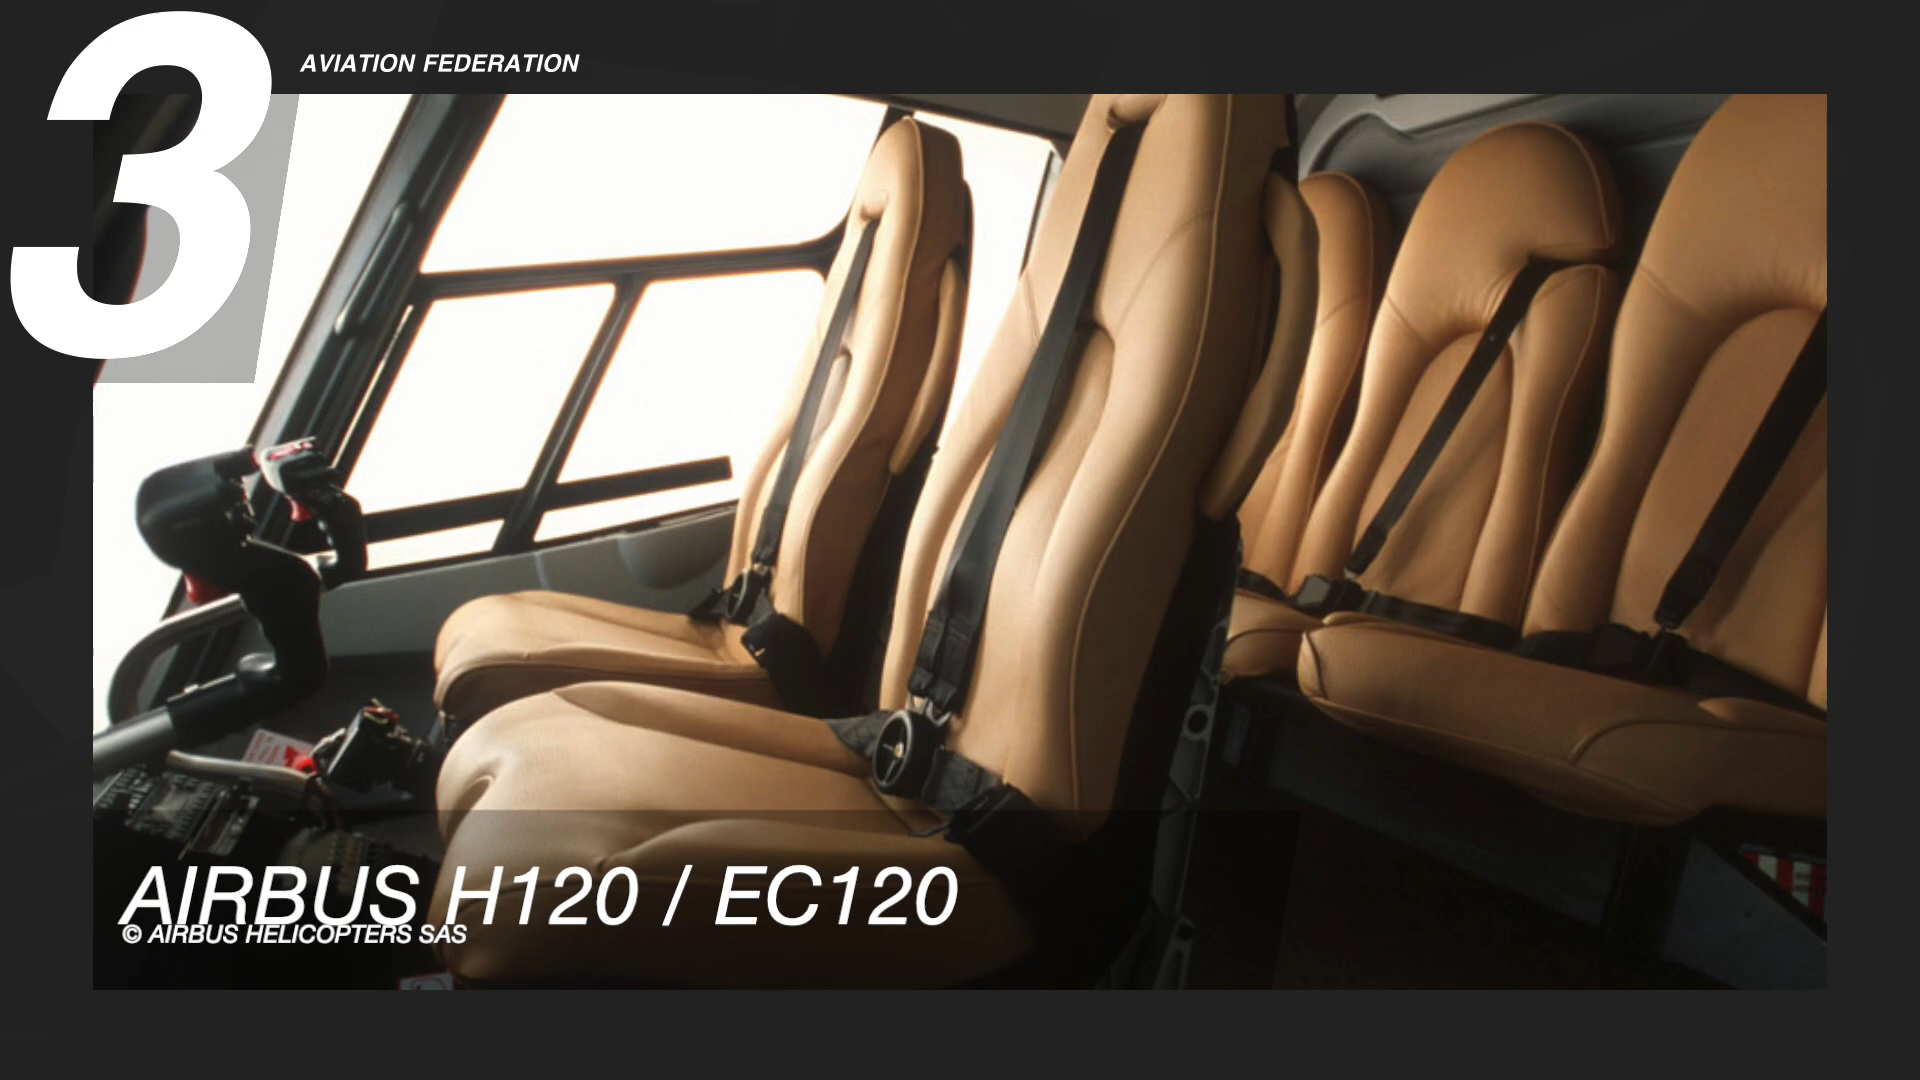 3
AVIATION FEDERATION
AIRBUS H120 / EC120
© AIRBUS HELICOPTERS SAS